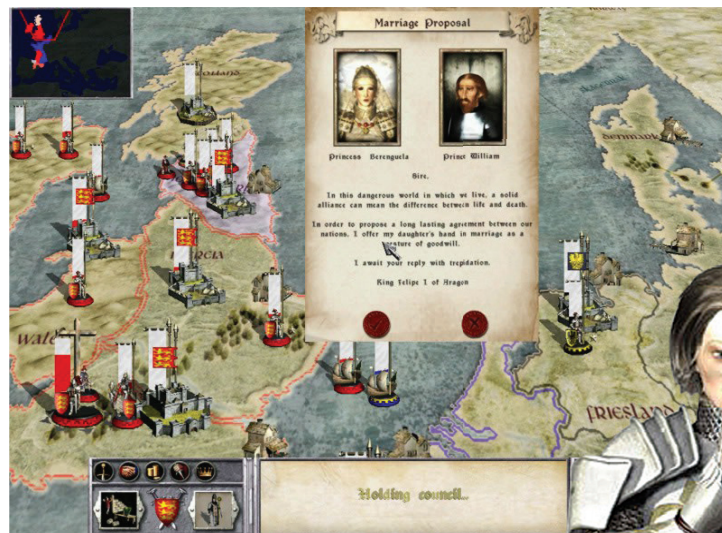 Marriage Proposal
Princess Berenguela
Prince William
Sire,
In this dangerous world in which we live, a solid
alliance can mean the difference between life and death.
In order to propose a long lasting agreement between our
nations, I offer my daughter's hand in marriage as a
gesture of goodwill.
I await your reply with trepidation.
King Felipe I of Aragon
DENMARK
MERCIA
WALES
FRIESLAND
Holding council...